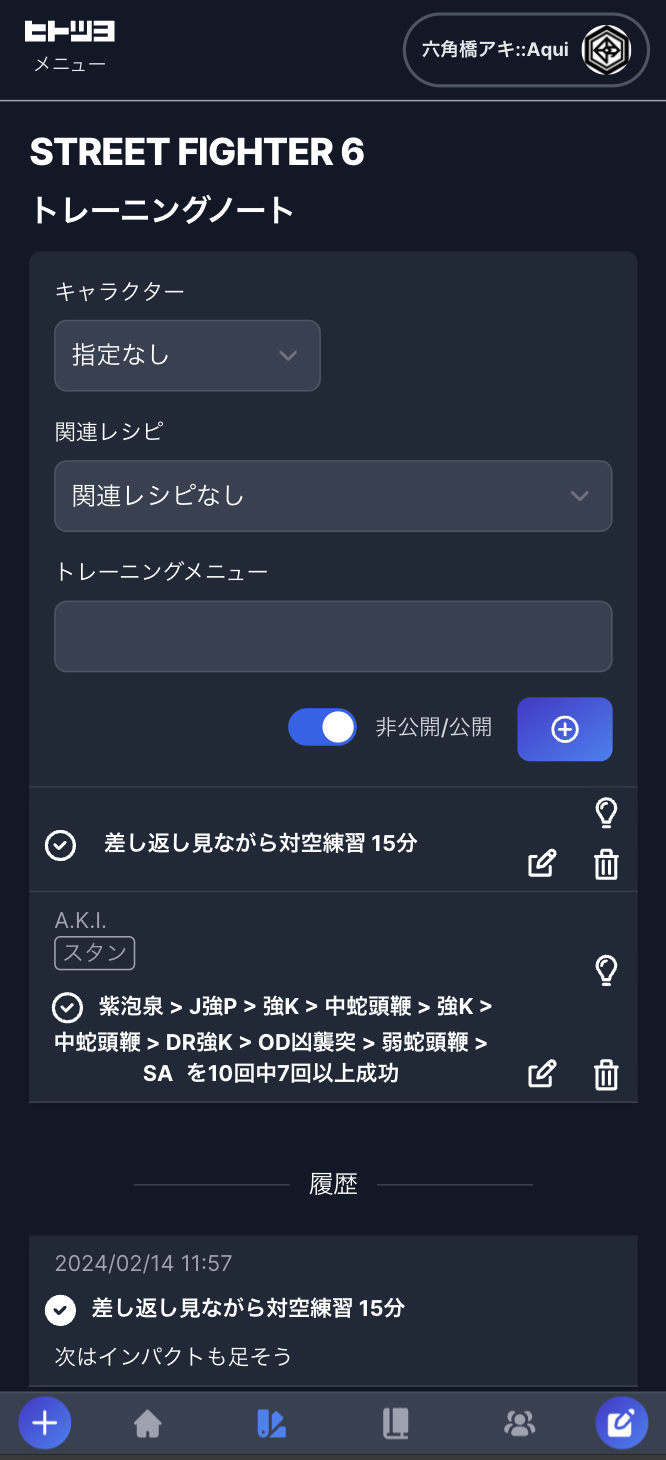 ヒトツヨ
メニュー
六角橋アキ::Aqui
STREET FIGHTER 6
トレーニングノート
キャラクター
指定なし
関連レシピ
関連レシピなし
トレーニングメニュー
非公開/公開
差し返し見ながら対空練習 15分
A.K.I.
スタン
紫泡泉 > J強P > 強K > 中蛇頭鞭 > 強K >
中蛇頭鞭 > DR強K > OD凶襲突 > 弱蛇頭鞭 >
SA を10回中7回以上成功
履歴
2024/02/14 11:57
差し返し見ながら対空練習 15分
次はインパクトも足そう